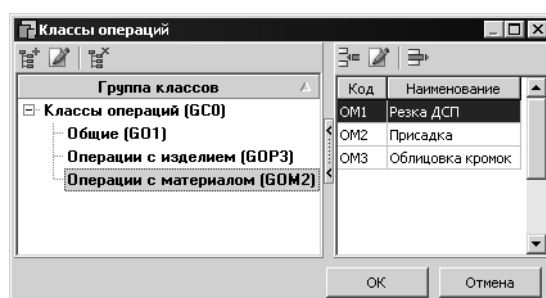 Классы операций
Группа классов
Классы операций (GC0)
Общие (GO1)
Операции с изделием (GOP3)
Операции с материалом (GOM2)
Код Наименование
OM1 Резка ДСП
OM2 Присадка
OM3 Облицовка кромок
ОК Отмена